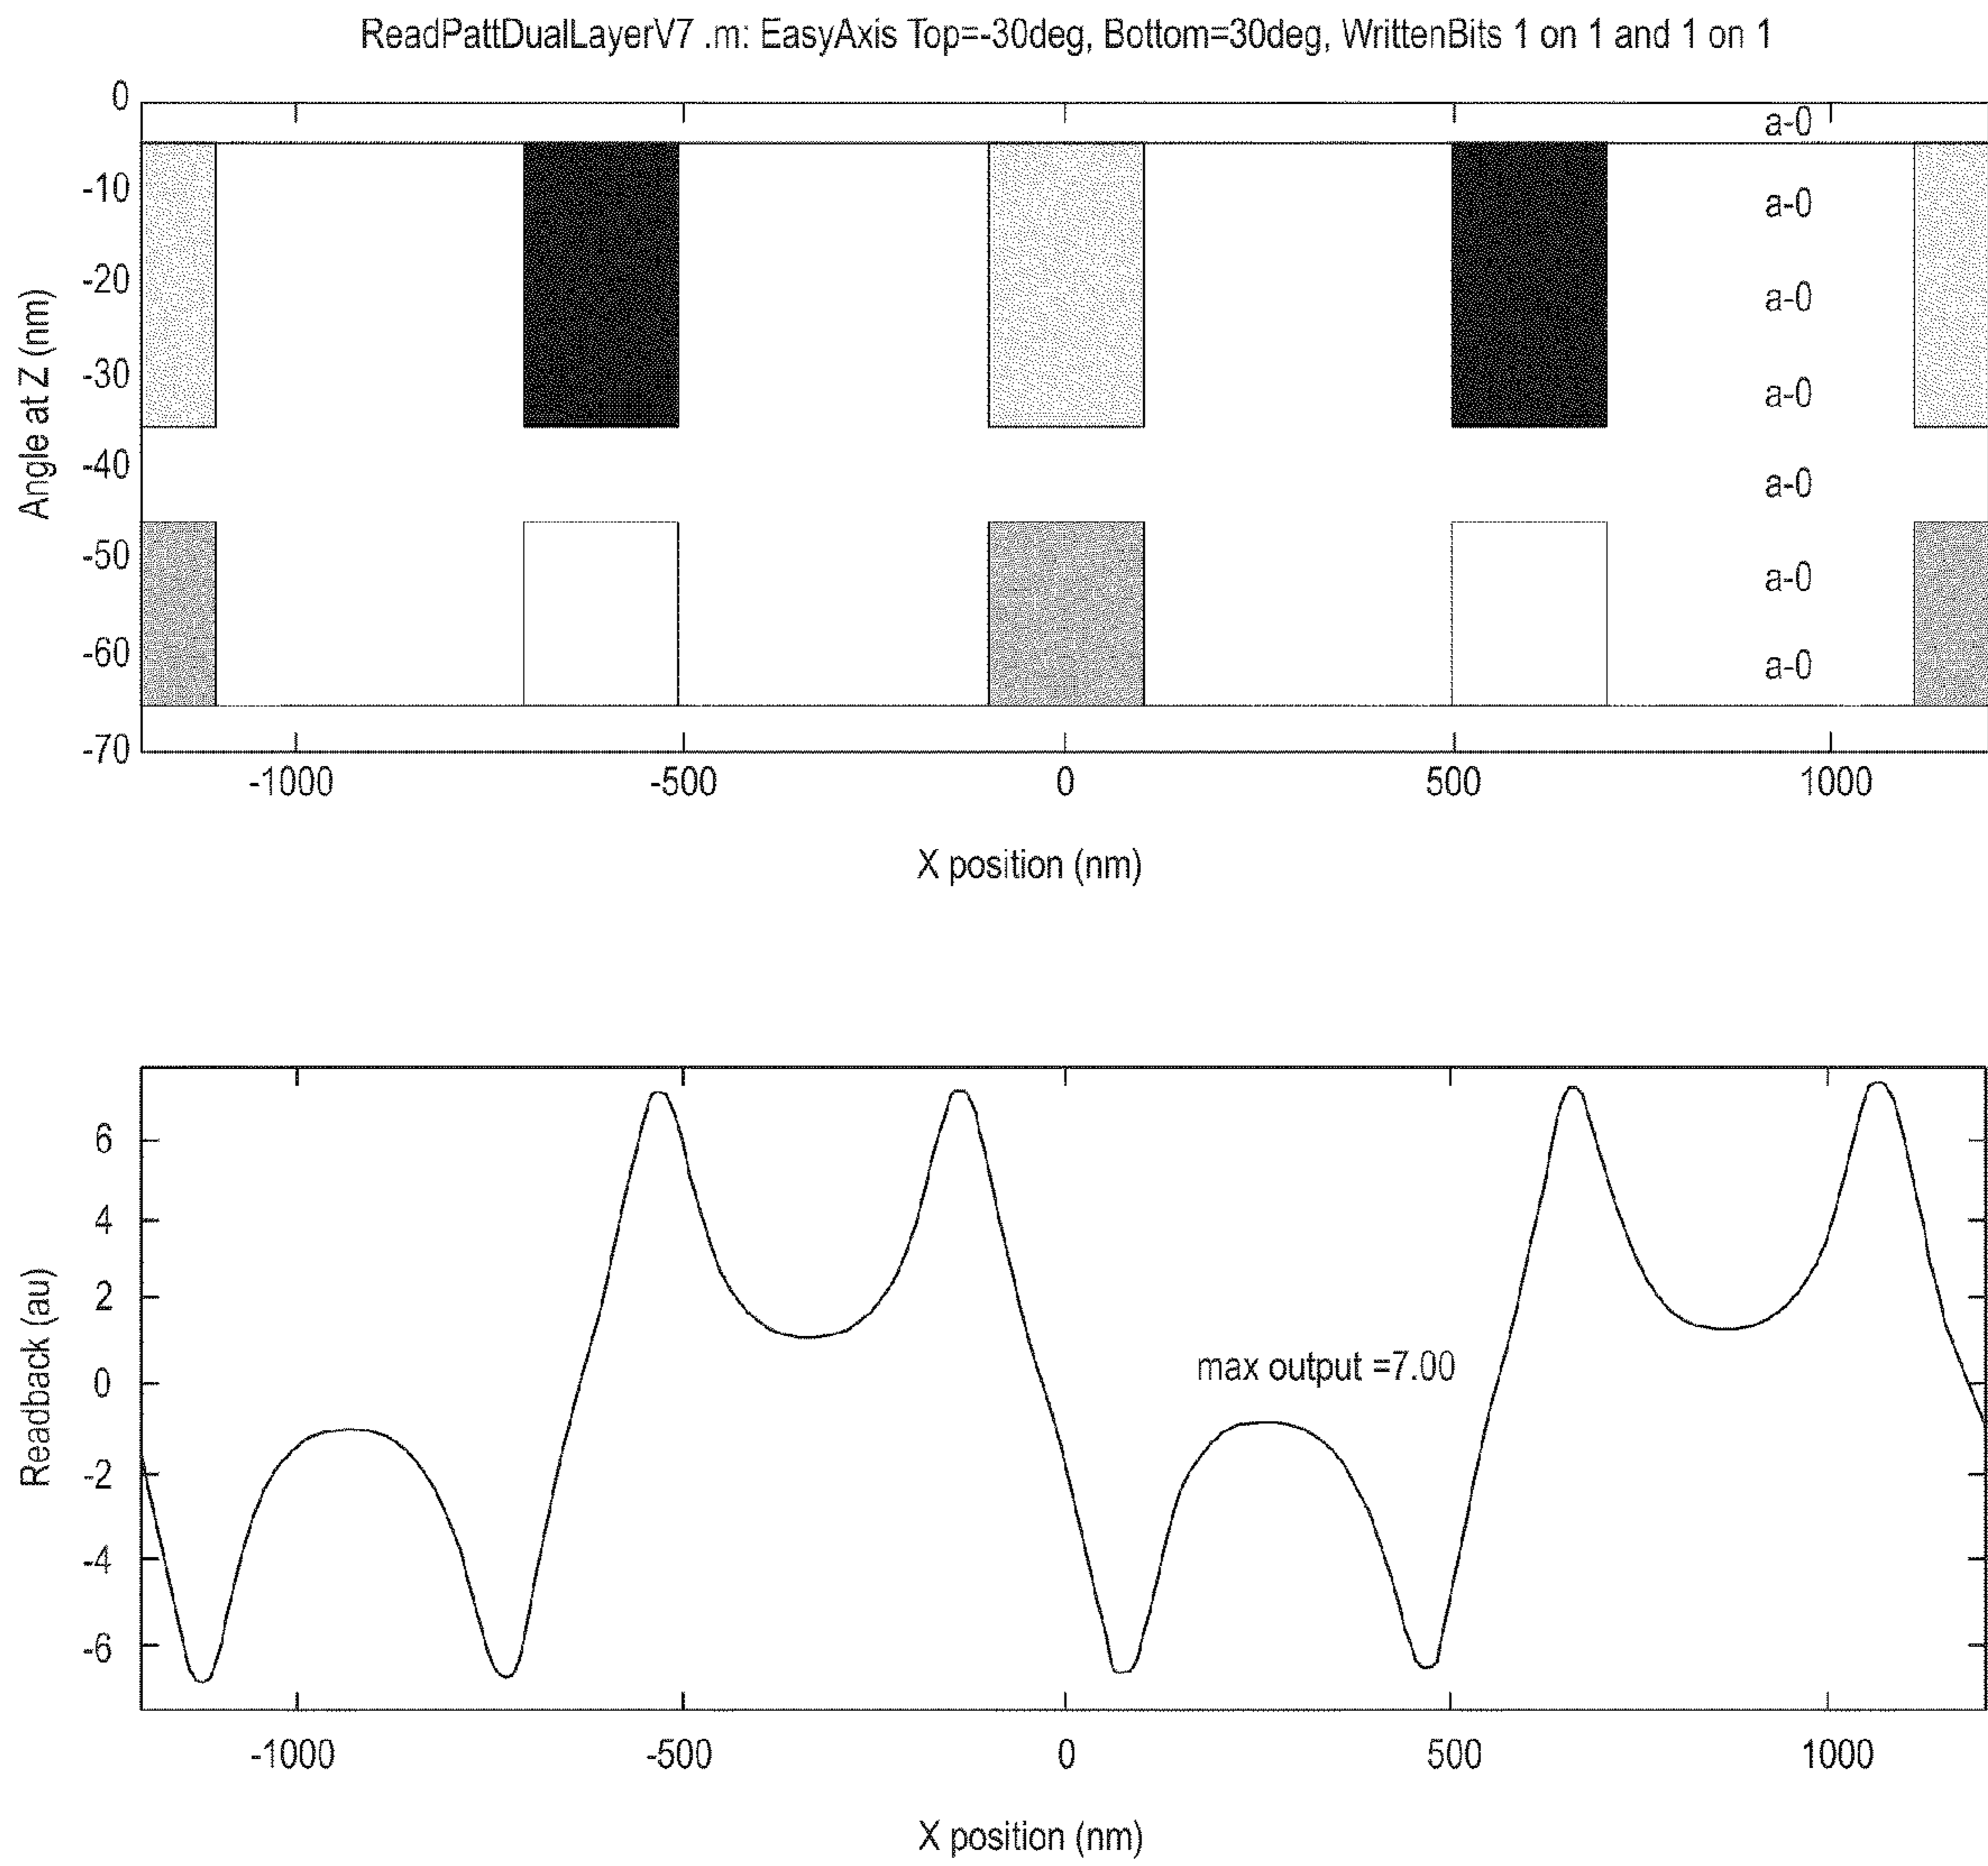 ReadPattDualLayerV7 .m: EasyAxis Top=-30deg, Bottom=30deg, WrittenBits 1 on 1 and 1 on 1
0
a-0
-10
a-0
-20
a-0
-30
a-0
-40
a-0
-50
a-0
-60
a-0
-70
Angle at Z (nm)
-1000 -500 0 500 1000
X position (nm)
6
4
2
0
-2
-4
-6
Readback (au)
max output =7.00
-1000 -500 0 500 1000
X position (nm)